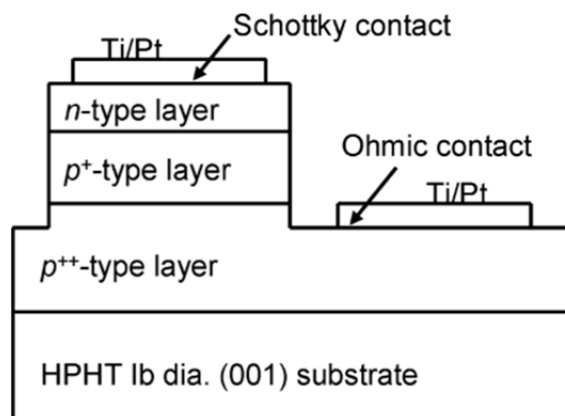 Schottky contact
Ti/Pt
n-type layer
p⁺-type layer
Ohmic contact
Ti/Pt
p⁺⁺-type layer
HPHT Ib dia. (001) substrate